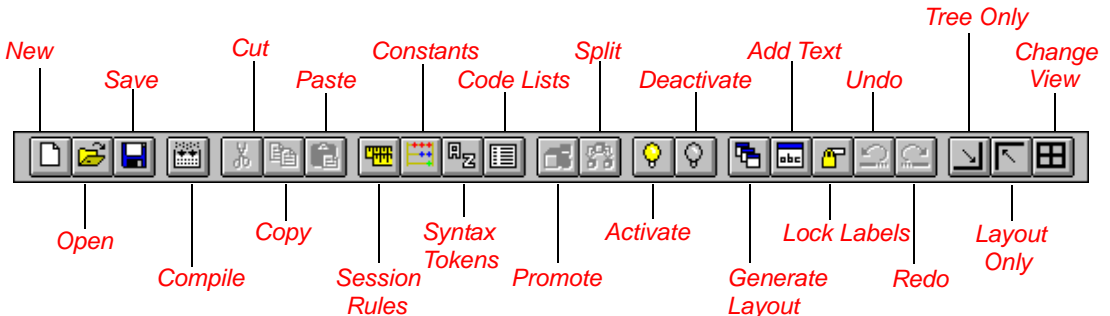 Tree Only
New
Cut
Constants
Split
Add Text
Change
View
Save
Paste
Code Lists
Deactivate
Undo
A
Z
abc
Open
Copy
Syntax
Tokens
Activate
Lock Labels
Layout
Only
Compile
Session
Rules
Promote
Generate
Layout
Redo